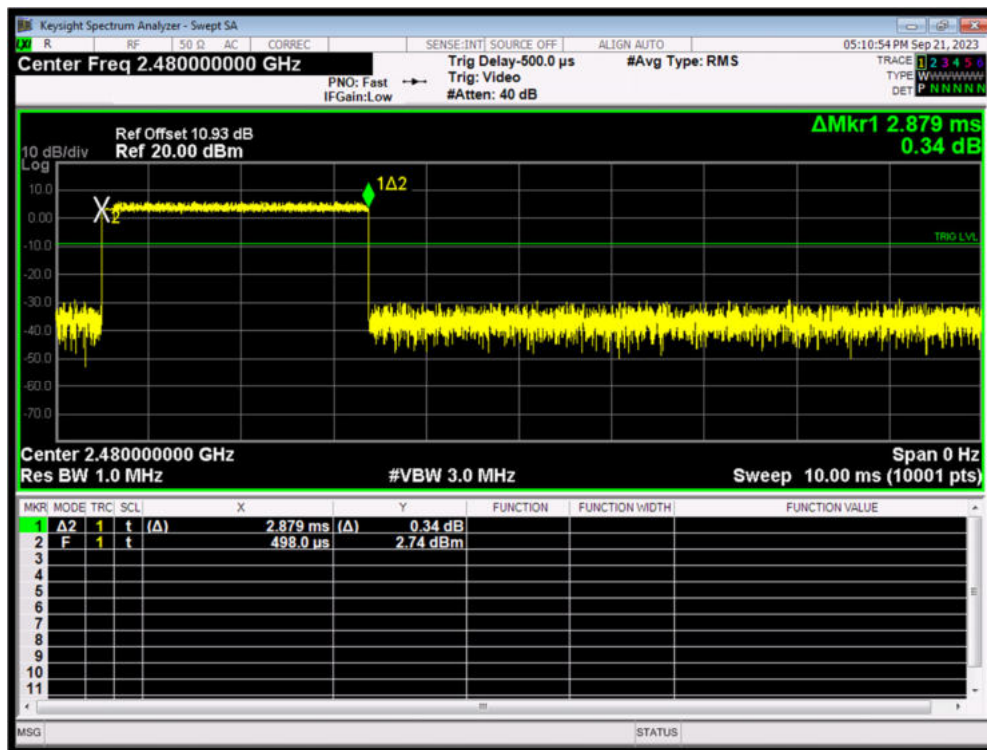 Keysight Spectrum Analyzer - Swept SA
LXI R RF 50 Ω AC CORREC SENSE:INT SOURCE OFF ALIGN AUTO 05:10:54 PM Sep 21, 2023
Center Freq 2.480000000 GHz
Trig Delay-500.0 µs #Avg Type: RMS
PNO: Fast Trig: Video
IFGain:Low #Atten: 40 dB
TRACE 1 2 3 4 5 6
TYPE WWWWWW
DET P N N N N N
ΔMkr1 2.879 ms
0.34 dB
Ref Offset 10.93 dB
10 dB/div Ref 20.00 dBm
Log
10.0
0.00
-10.0
-20.0
-30.0
-40.0
-50.0
-60.0
-70.0
1Δ2
2
TRIG LVL
Center 2.480000000 GHz Span 0 Hz
Res BW 1.0 MHz #VBW 3.0 MHz Sweep 10.00 ms (10001 pts)
MKR MODE TRC SCL X Y FUNCTION FUNCTION WIDTH FUNCTION VALUE
1 Δ2 1 t (Δ) 2.879 ms (Δ) 0.34 dB
2 F 1 t 498.0 µs 2.74 dBm
3
4
5
6
7
8
9
10
11
MSG STATUS